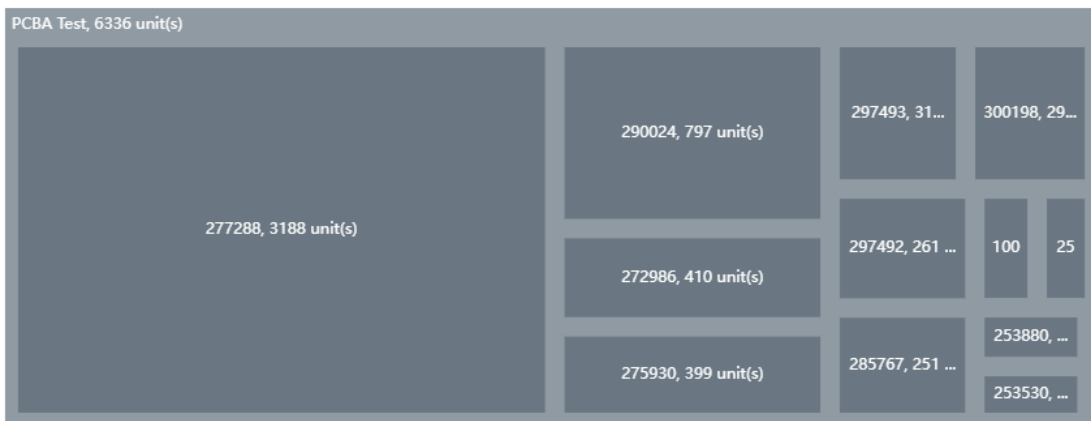 PCBA Test, 6336 unit(s)
277288, 3188 unit(s)
290024, 797 unit(s)
272986, 410 unit(s)
275930, 399 unit(s)
297493, 31...
300198, 29...
297492, 261 ...
100
25
285767, 251 ...
253880, ...
253530, ...